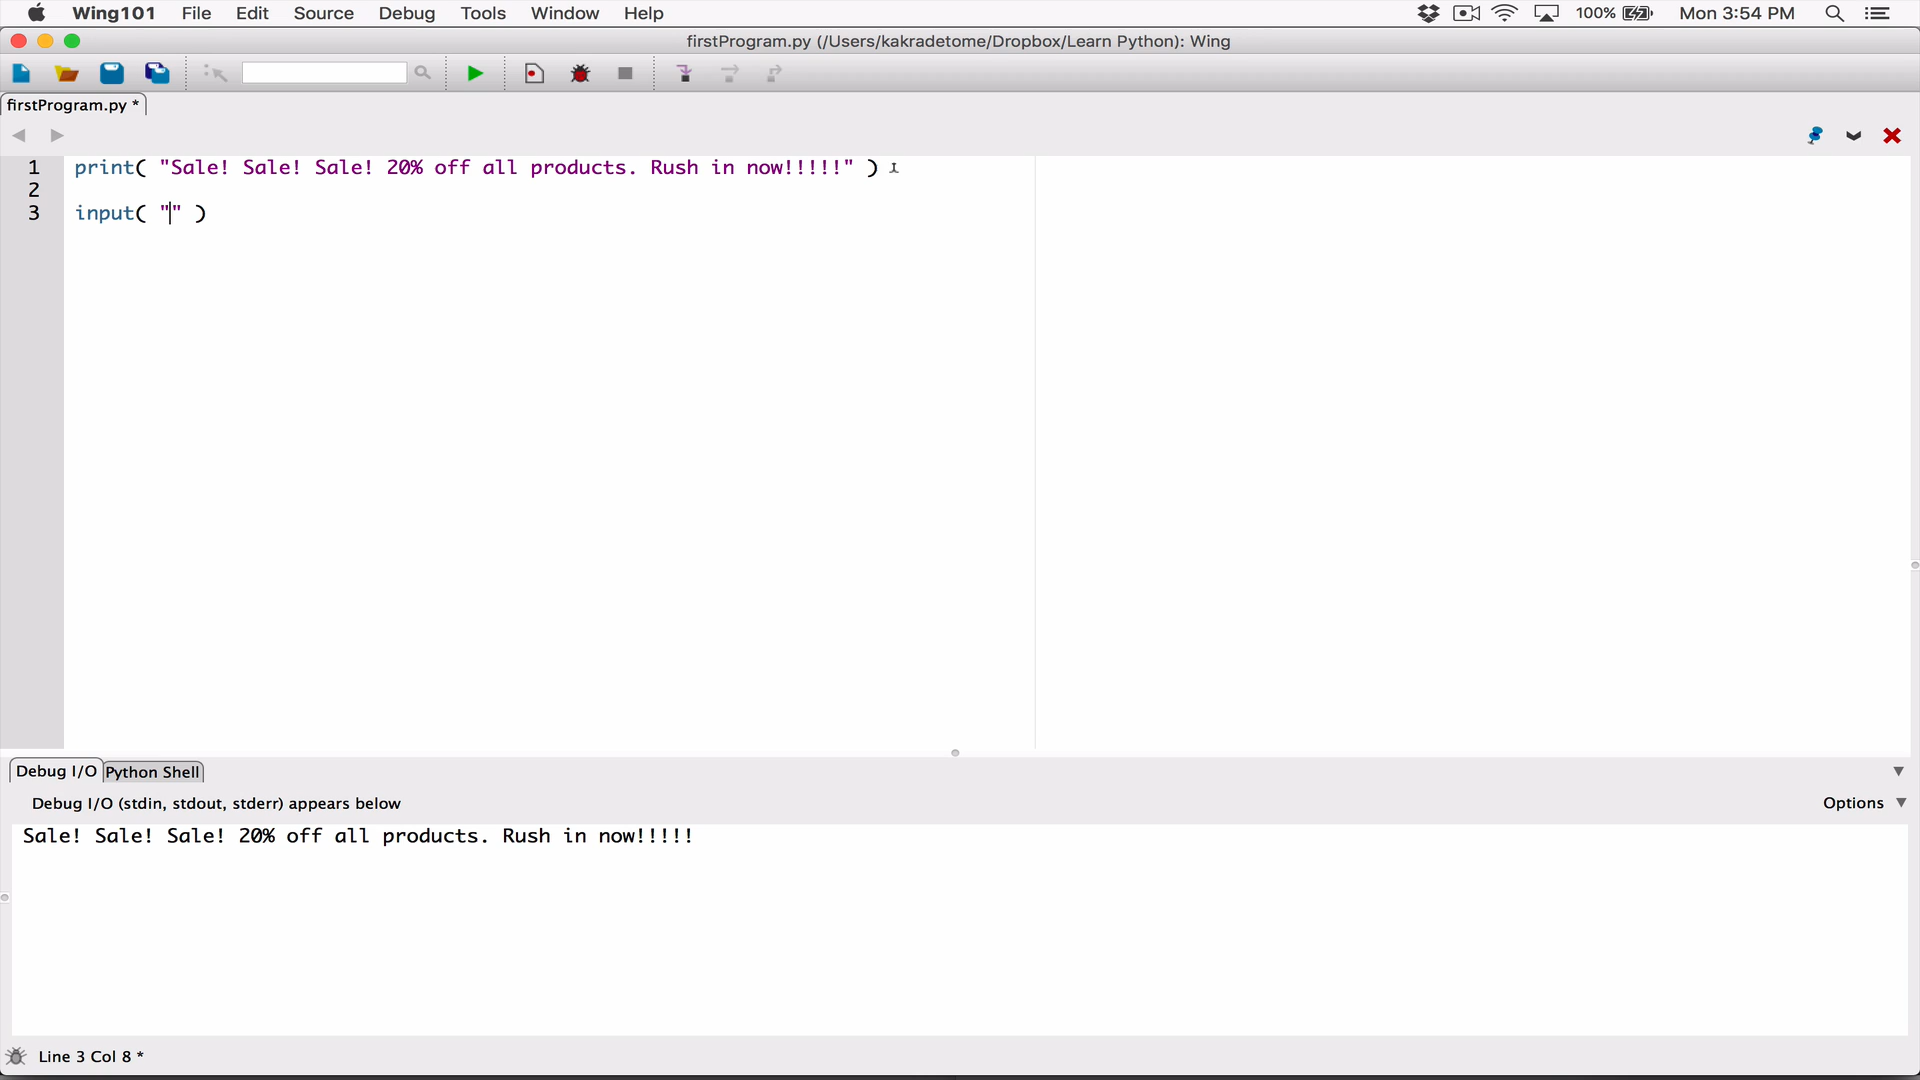 Wing101 File Edit Source Debug Tools Window Help 100% Mon 3:54 PM
firstProgram.py (/Users/kakradetome/Dropbox/Learn Python): Wing
firstProgram.py *
1 print( "Sale! Sale! Sale! 20% off all products. Rush in now!!!!!" )
2
3 input( "" )
Debug I/O Python Shell
Debug I/O (stdin, stdout, stderr) appears below Options
Sale! Sale! Sale! 20% off all products. Rush in now!!!!!
Line 3 Col 8 *